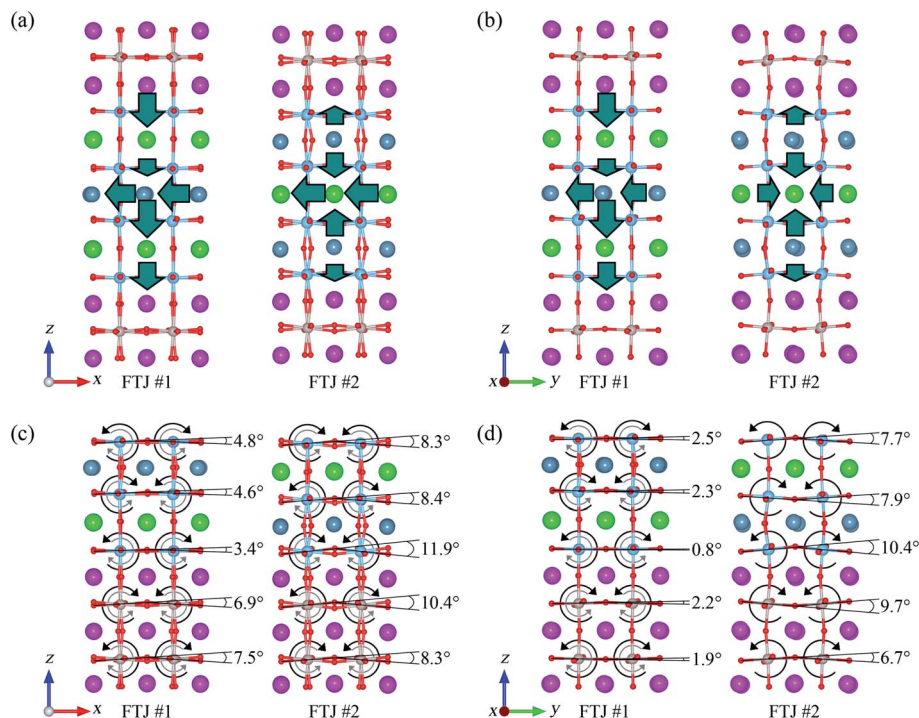 (a)
(b)
z
x
FTJ #1
FTJ #2
z
x
y
FTJ #1
FTJ #2
(c)
(d)
4.8°
8.3°
2.5°
7.7°
4.6°
8.4°
2.3°
7.9°
3.4°
11.9°
0.8°
10.4°
6.9°
10.4°
2.2°
9.7°
7.5°
8.3°
1.9°
6.7°
z
x
FTJ #1
FTJ #2
z
x
y
FTJ #1
FTJ #2